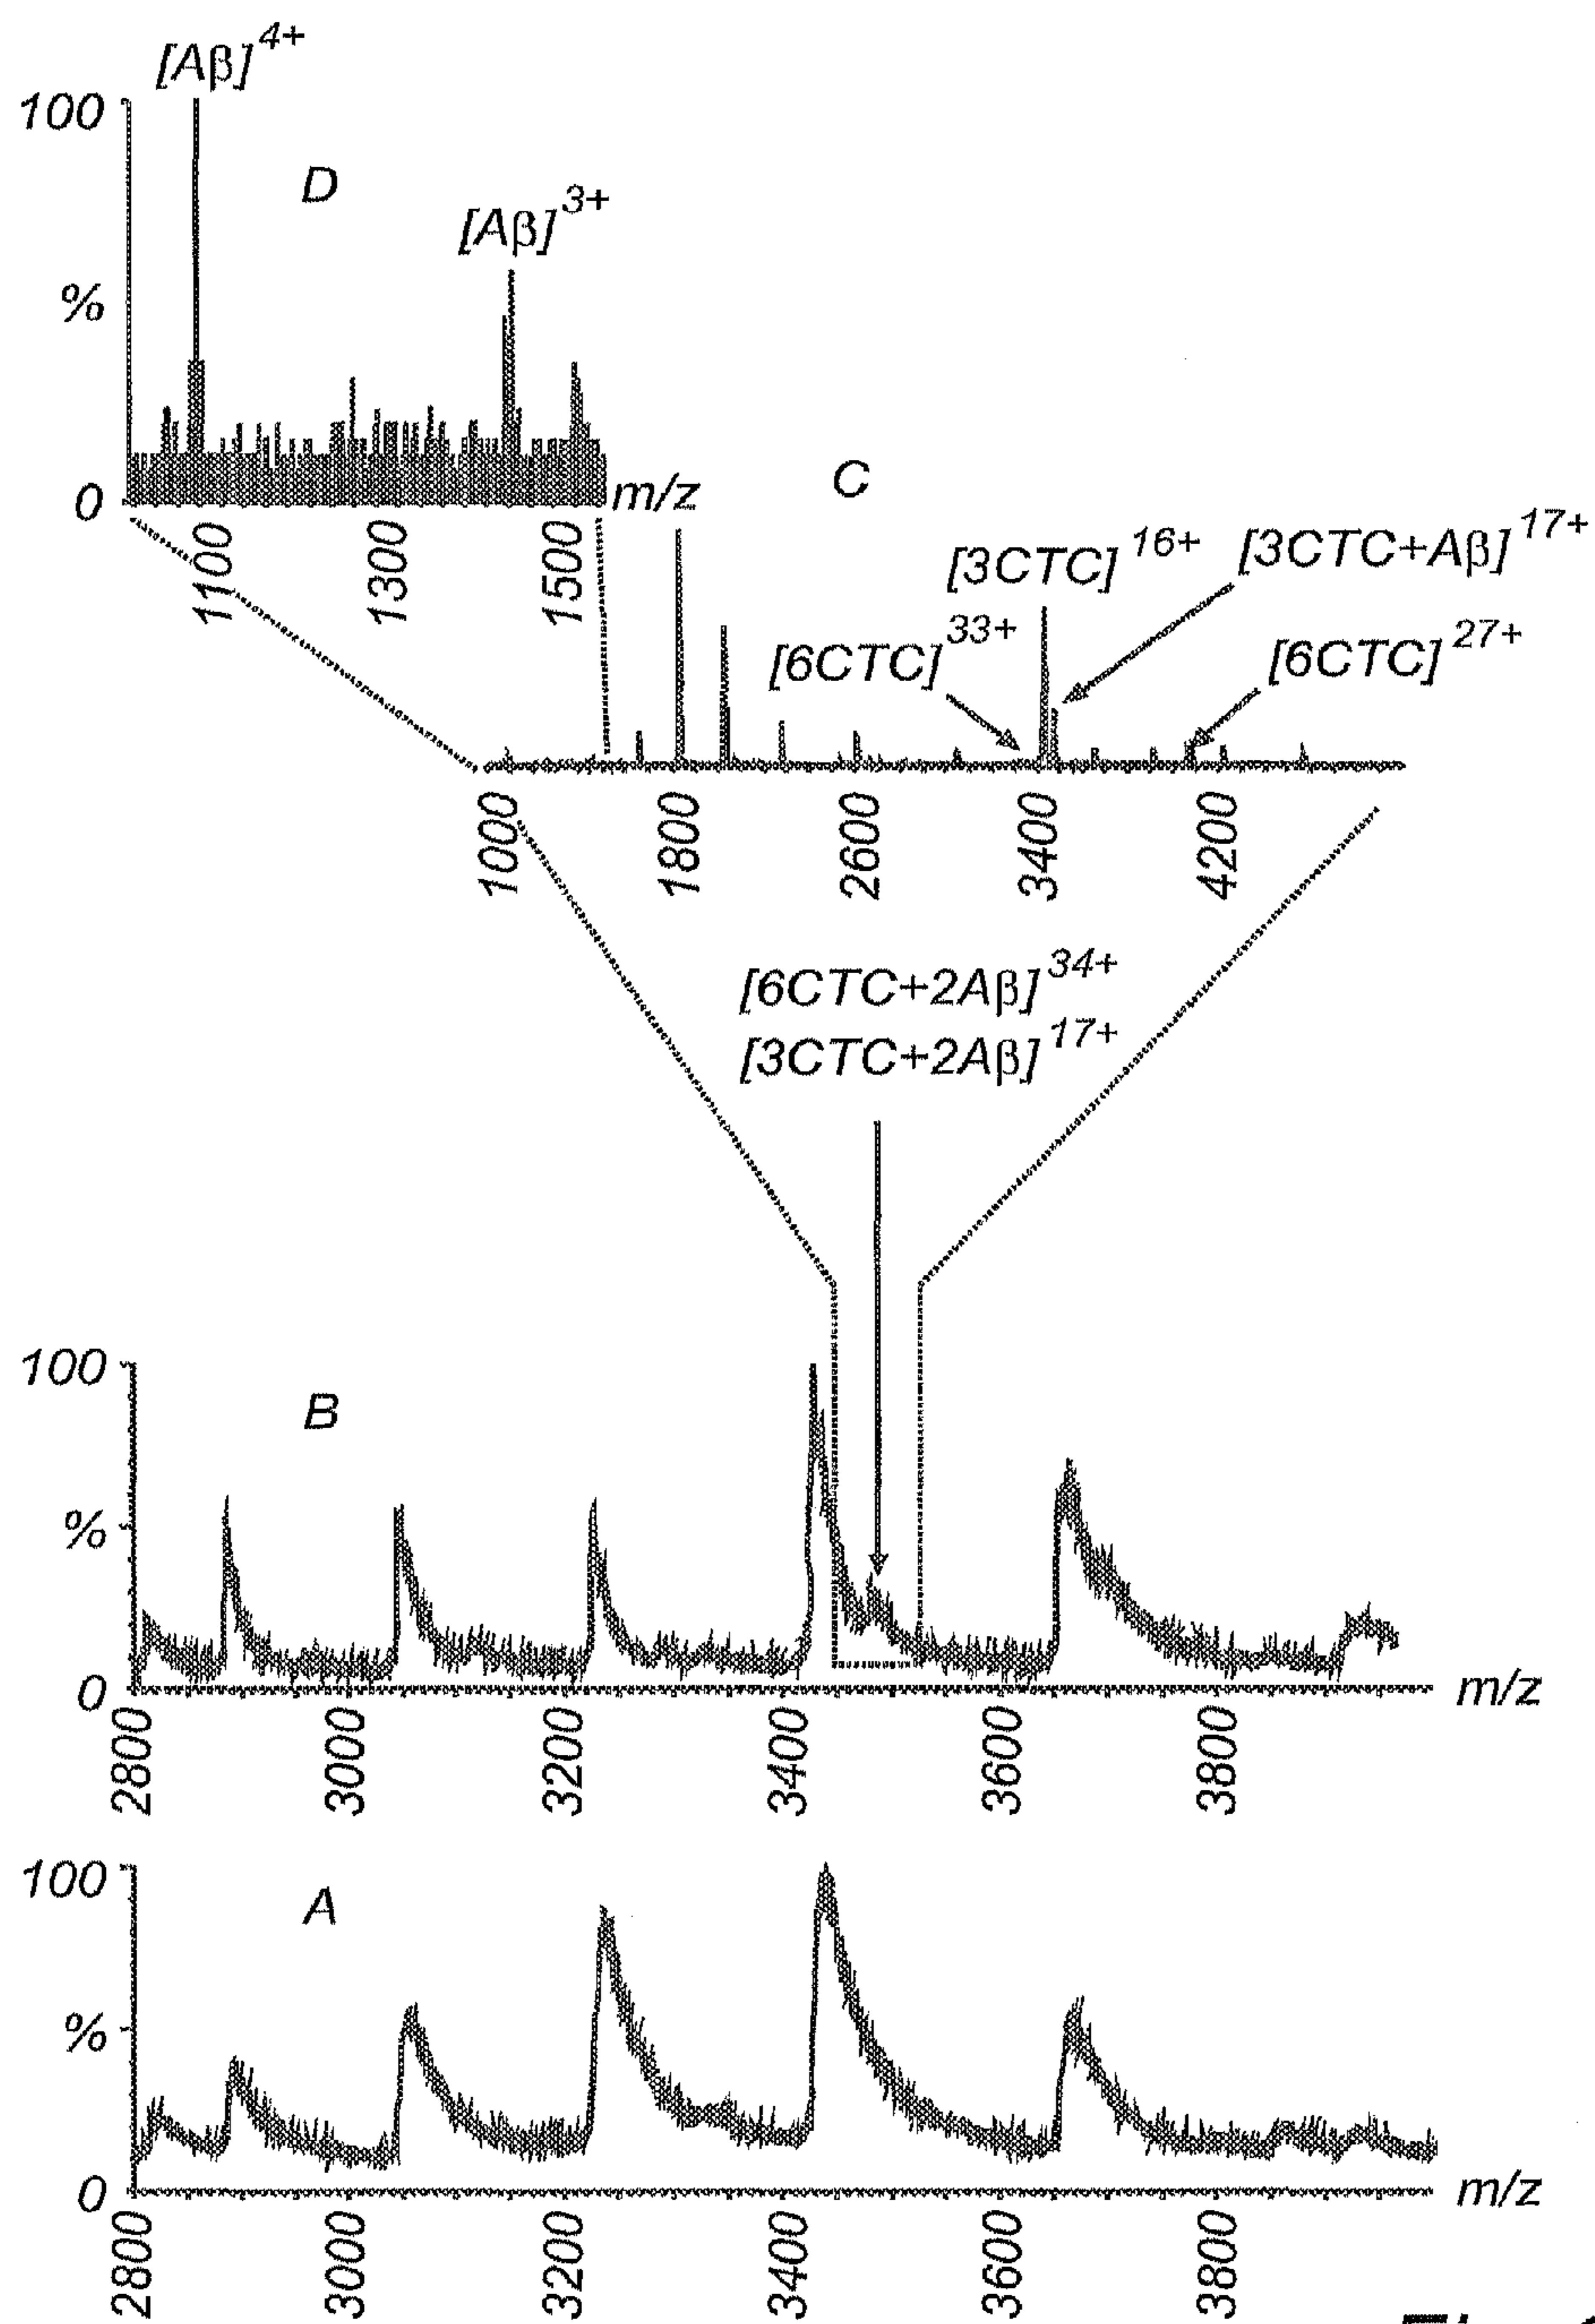 [Aβ]4+
100
D
[Aβ]3+
%
0
m/z
1100
1300
1500
C
[3CTC]16+
[3CTC+Aβ]17+
[6CTC]33+
[6CTC]27+
1000
1800
2600
3400
4200
[6CTC+2Aβ]34+
[3CTC+2Aβ]17+
100
B
%
0
m/z
2800
3000
3200
3400
3600
3800
100
A
%
0
m/z
2800
3000
3200
3400
3600
3800